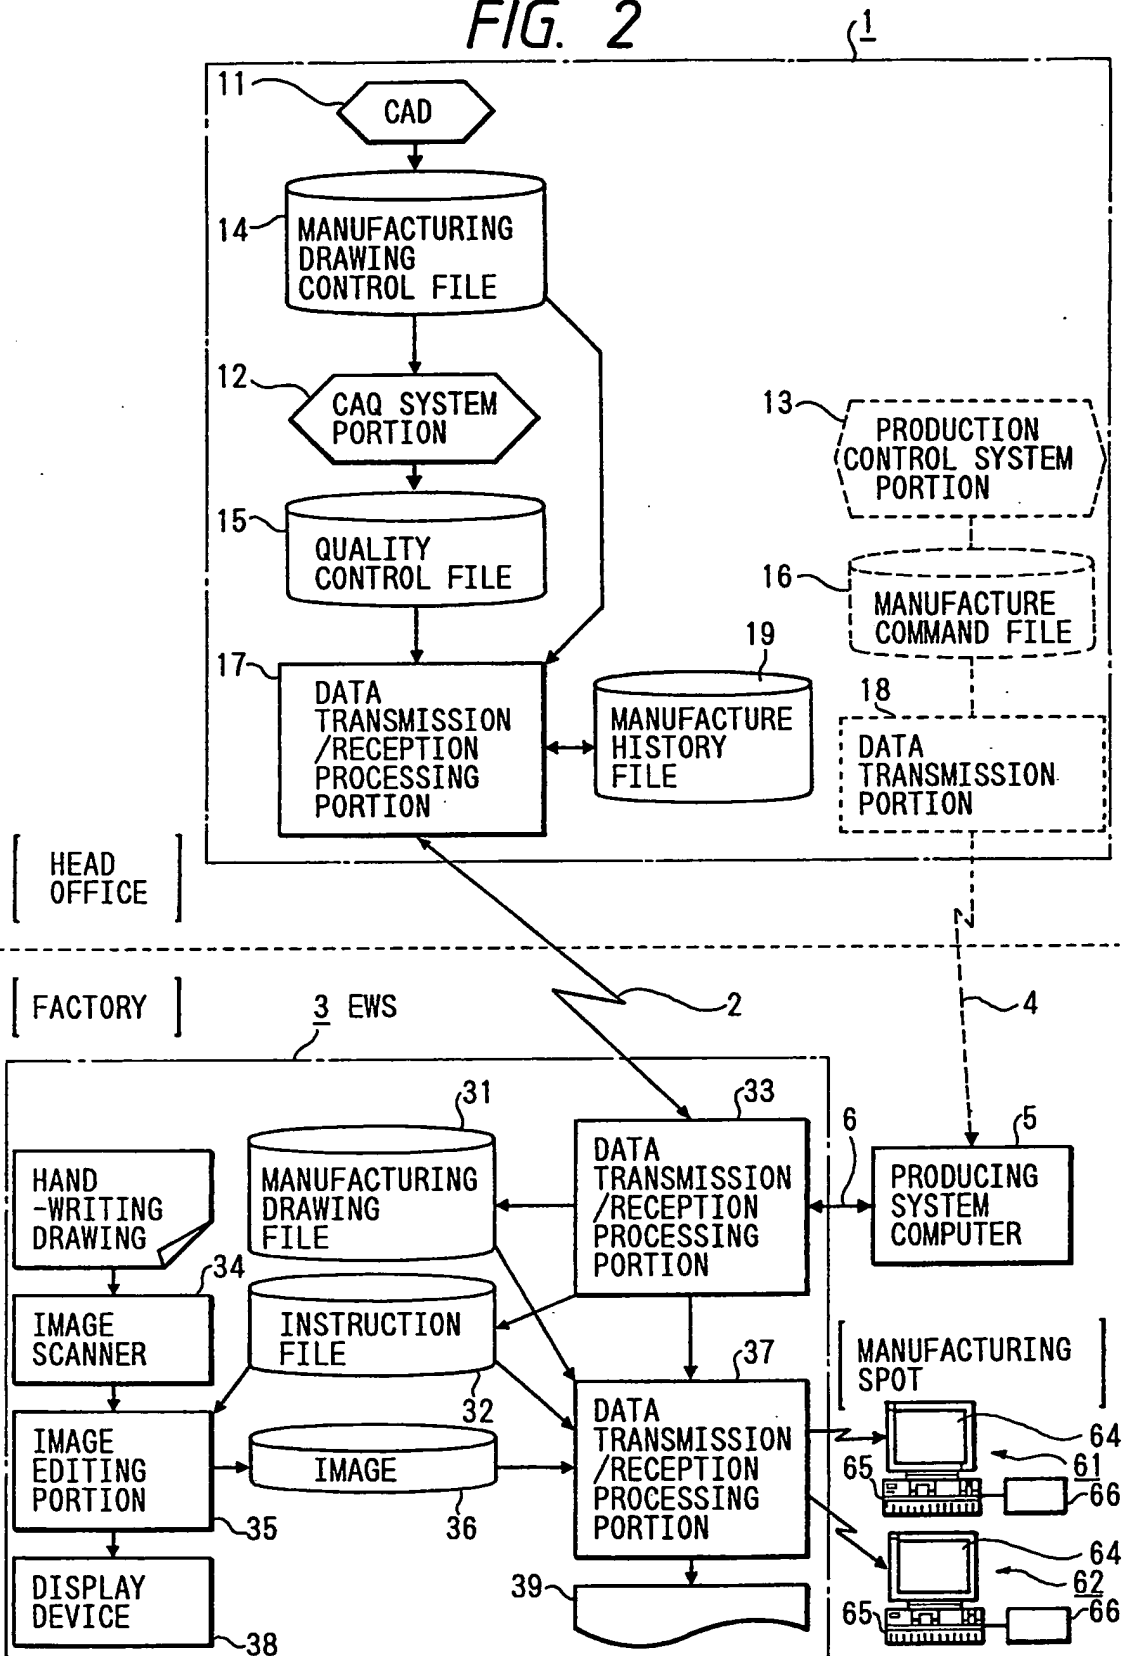 FIG. 2
1
11
CAD
14
MANUFACTURING
DRAWING
CONTROL FILE
12
CAQ SYSTEM
PORTION
13
PRODUCTION
CONTROL SYSTEM
PORTION
15
QUALITY
CONTROL FILE
16
MANUFACTURE
COMMAND FILE
17
DATA
TRANSMISSION
/RECEPTION
PROCESSING
PORTION
19
MANUFACTURE
HISTORY
FILE
18
DATA
TRANSMISSION
PORTION
HEAD
OFFICE
FACTORY
3 EWS
2
4
31
MANUFACTURING
DRAWING
FILE
33
DATA
TRANSMISSION
/RECEPTION
PROCESSING
PORTION
6
5
PRODUCING
SYSTEM
COMPUTER
HAND
-WRITING
DRAWING
34
IMAGE
SCANNER
INSTRUCTION
FILE
32
37
DATA
TRANSMISSION
/RECEPTION
PROCESSING
PORTION
MANUFACTURING
SPOT
IMAGE
EDITING
PORTION
35
IMAGE
36
64
61
65
66
64
62
65
66
DISPLAY
DEVICE
38
39